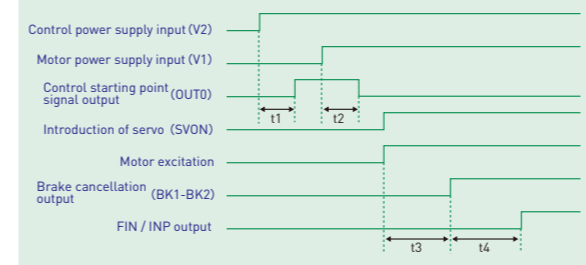 Control power supply input (V2)
Motor power supply input (V1)
Control starting point
signal output (OUT0)
t1 t2
Introduction of servo (SVON)
Motor excitation
Brake cancellation
output (BK1-BK2)
FIN / INP output
t3 t4